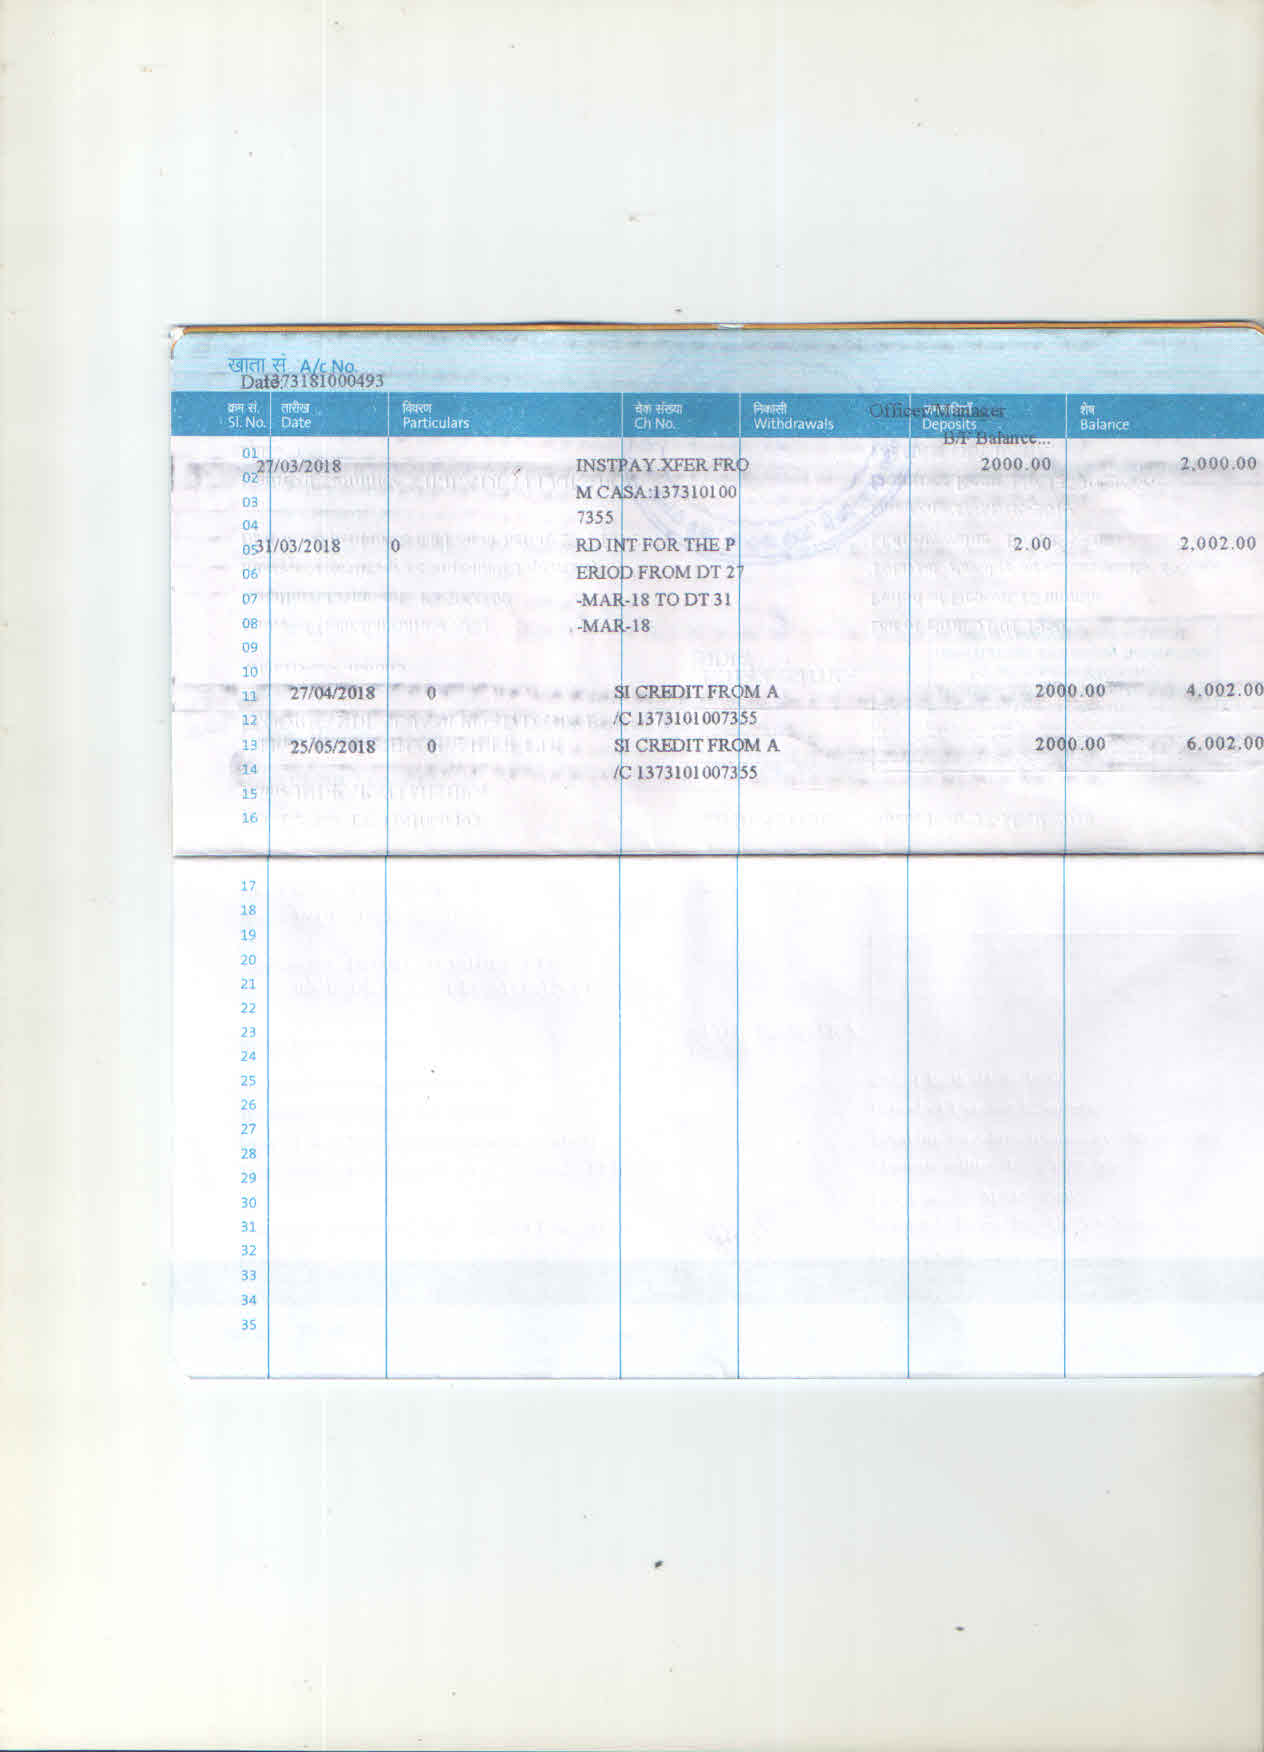 खाता सं. A/c No.
Date:
73181000493
क्रम सं. तारीख विवरण चेक संख्या निकासी शेष
Sl. No. Date Particulars Ch No. Withdrawals Deposits Balance
Officer/Manager
B/F Balance...
01
27/03/2018 INSTPAY.XFER FRO 2000.00 2,000.00
02
M CASA:137310100
03
7355
04
05 31/03/2018 0 RD INT FOR THE P 2.00 2,002.00
06 ERIOD FROM DT 27
07 -MAR-18 TO DT 31
08 -MAR-18
09
10
11 27/04/2018 0 SI CREDIT FROM A 2000.00 4,002.00
12 /C 1373101007355
13 25/05/2018 0 SI CREDIT FROM A 2000.00 6,002.00
14 /C 1373101007355
15
16
17
18
19
20
21
22
23
24
25
26
27
28
29
30
31
32
33
34
35